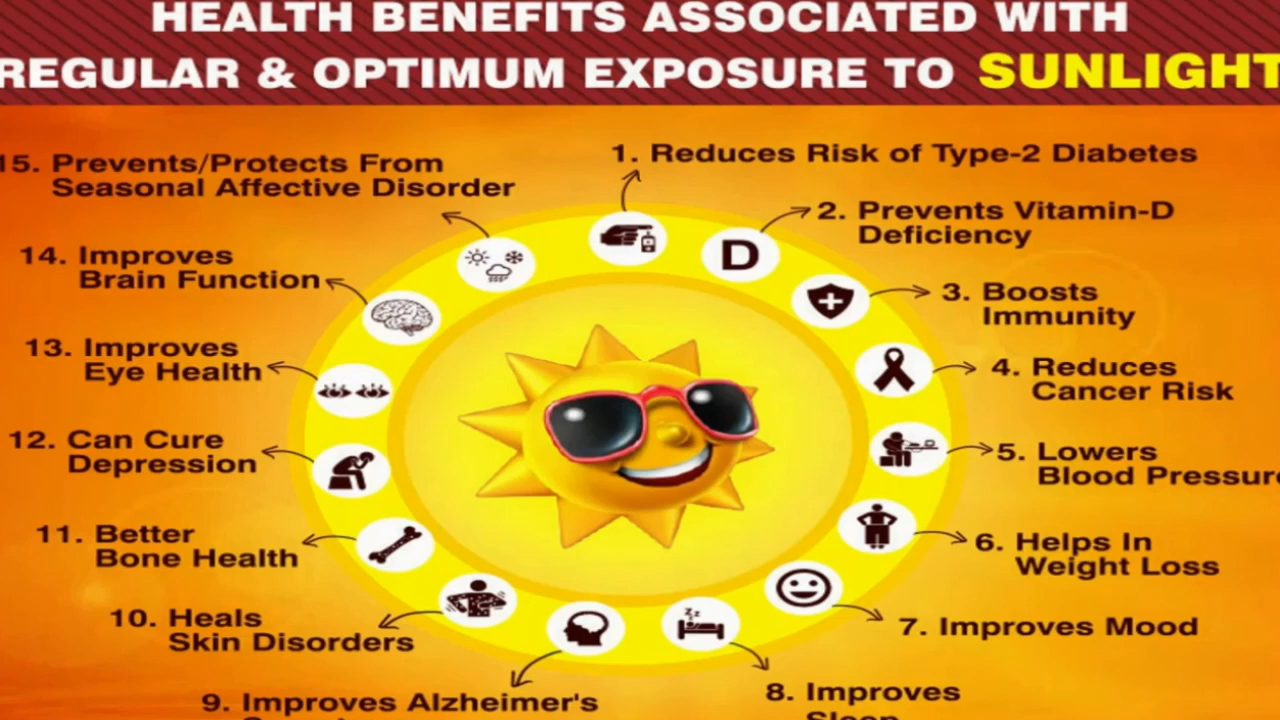 HEALTH BENEFITS ASSOCIATED WITH
REGULAR & OPTIMUM EXPOSURE TO SUNLIGHT
1. Reduces Risk of Type-2 Diabetes
2. Prevents Vitamin-D
Deficiency
3. Boosts
Immunity
4. Reduces
Cancer Risk
5. Lowers
Blood Pressure
6. Helps In
Weight Loss
7. Improves Mood
8. Improves
Sleep
9. Improves Alzheimer's
10. Heals
Skin Disorders
11. Better
Bone Health
12. Can Cure
Depression
13. Improves
Eye Health
14. Improves
Brain Function
15. Prevents/Protects From
Seasonal Affective Disorder
D
z z
z